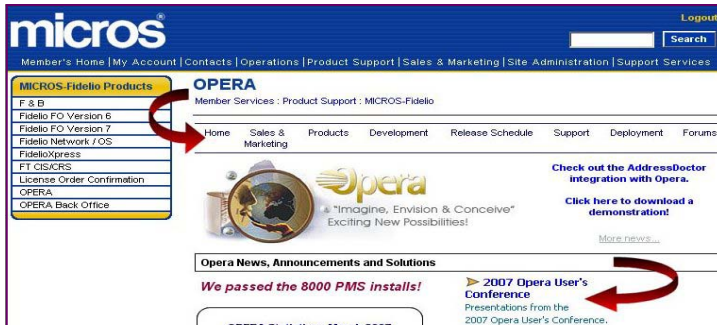 micros
Logout
Search
Member's Home | My Account | Contacts | Operations | Product Support | Sales & Marketing | Site Administration | Support Services
MICROS-Fidelio Products
F & B
Fidelio FO Version 6
Fidelio FO Version 7
Fidelio Network / OS
FidelioXpress
FT CIS/CRS
License Order Confirmation
OPERA
OPERA Back Office
OPERA
Member Services : Product Support : MICROS-Fidelio
Home Sales & Products Development Release Schedule Support Deployment Forums
Marketing
Opera
"Imagine, Envision & Conceive"
Exciting New Possibilities!
Check out the AddressDoctor
integration with Opera.
Click here to download a
demonstration!
More news...
Opera News, Announcements and Solutions
We passed the 8000 PMS installs!
2007 Opera User's
Conference
Presentations from the
2007 Opera User's Conference.